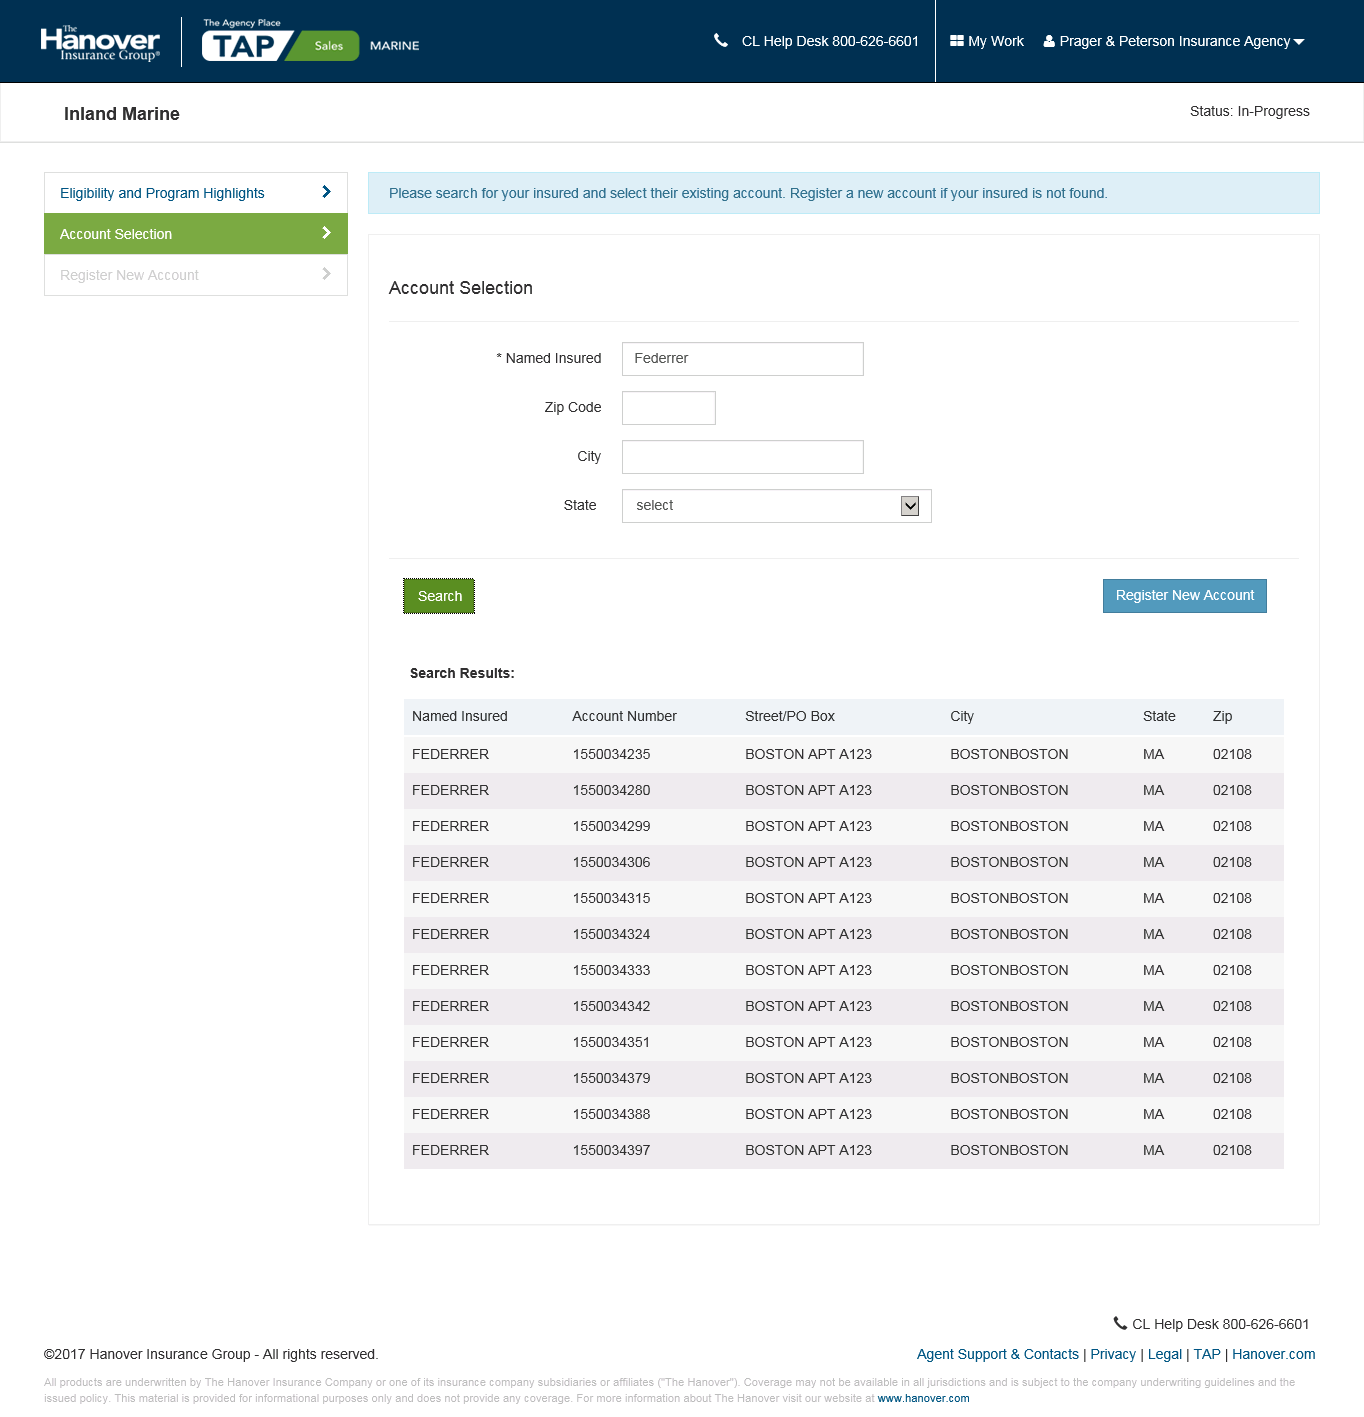 The Hanover Insurance Group®
The Agency Place
TAP Sales MARINE
CL Help Desk 800-626-6601
My Work
Prager & Peterson Insurance Agency
Inland Marine
Status: In-Progress
Eligibility and Program Highlights
Account Selection
Register New Account
Please search for your insured and select their existing account. Register a new account if your insured is not found.
Account Selection
* Named Insured Federrer
Zip Code
City
State select
Search
Register New Account
Search Results:
Named Insured Account Number Street/PO Box City State Zip
FEDERRER 1550034235 BOSTON APT A123 BOSTONBOSTON MA 02108
FEDERRER 1550034280 BOSTON APT A123 BOSTONBOSTON MA 02108
FEDERRER 1550034299 BOSTON APT A123 BOSTONBOSTON MA 02108
FEDERRER 1550034306 BOSTON APT A123 BOSTONBOSTON MA 02108
FEDERRER 1550034315 BOSTON APT A123 BOSTONBOSTON MA 02108
FEDERRER 1550034324 BOSTON APT A123 BOSTONBOSTON MA 02108
FEDERRER 1550034333 BOSTON APT A123 BOSTONBOSTON MA 02108
FEDERRER 1550034342 BOSTON APT A123 BOSTONBOSTON MA 02108
FEDERRER 1550034351 BOSTON APT A123 BOSTONBOSTON MA 02108
FEDERRER 1550034379 BOSTON APT A123 BOSTONBOSTON MA 02108
FEDERRER 1550034388 BOSTON APT A123 BOSTONBOSTON MA 02108
FEDERRER 1550034397 BOSTON APT A123 BOSTONBOSTON MA 02108
CL Help Desk 800-626-6601
©2017 Hanover Insurance Group - All rights reserved.
Agent Support & Contacts | Privacy | Legal | TAP | Hanover.com
All products are underwritten by The Hanover Insurance Company or one of its insurance company subsidiaries or affiliates ("The Hanover"). Coverage may not be available in all jurisdictions and is subject to the company underwriting guidelines and the
issued policy. This material is provided for informational purposes only and does not provide any coverage. For more information about The Hanover visit our website at www.hanover.com